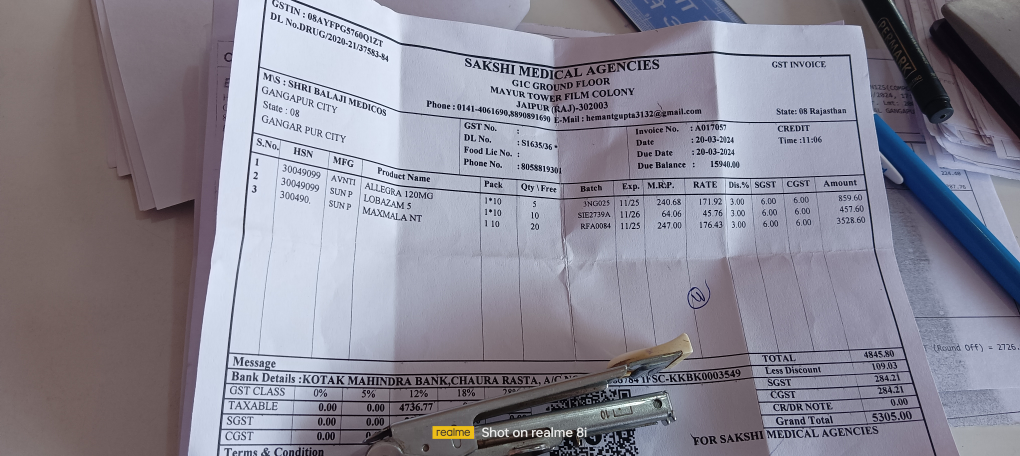 GSTIN : 08AYFPG5760Q1ZT
DL No.DRUG/2020-21/37583-84
SAKSHI MEDICAL AGENCIES
G1C GROUND FLOOR
MAYUR TOWER FILM COLONY
JAIPUR (RAJ)-302003
Phone : 0141-4061690,8890891690 E-Mail : hemantgupta3132@gmail.com
GST INVOICE
State: 08 Rajasthan
M\S : SHRI BALAJI MEDICOS
GANGAPUR CITY
State : 08
GANGAR PUR CITY
GST No. :
DL No. : S1635/36
Food Lic No. :
Phone No. : 8058819301
Invoice No. : A017057
Date : 20-03-2024
Due Date : 20-03-2024
Due Balance : 15940.00
CREDIT
Time :11:06
S.No. HSN MFG Product Name Pack Qty \ Free Batch Exp. M.R.P. RATE Dis.% SGST CGST Amount
1 30049099 AVNTI ALLEGRA 120MG 1*10 5 3NG025 11/25 240.68 171.92 3.00 6.00 6.00 859.60
2 30049099 SUN P LOBAZAM 5 1*10 10 SIE2739A 11/26 64.06 45.76 3.00 6.00 6.00 457.60
3 300490. SUN P MAXMALA NT 1 10 20 RFA0084 11/25 247.00 176.43 3.00 6.00 6.00 3528.60
Message
Bank Details :KOTAK MAHINDRA BANK,CHAURA RASTA, A/C IFSC-KKBK0003549
GST CLASS 0% 5% 12% 18%
TAXABLE 0.00 0.00 4736.77
SGST 0.00 0.00
CGST 0.00 0.00
Terms & Condition
TOTAL 4845.80
Less Discount 109.03
SGST 284.21
CGST 284.21
CR/DR NOTE 0.00
Grand Total 5305.00
FOR SAKSHI MEDICAL AGENCIES
(Round Off) = 2726.
realme Shot on realme 8i